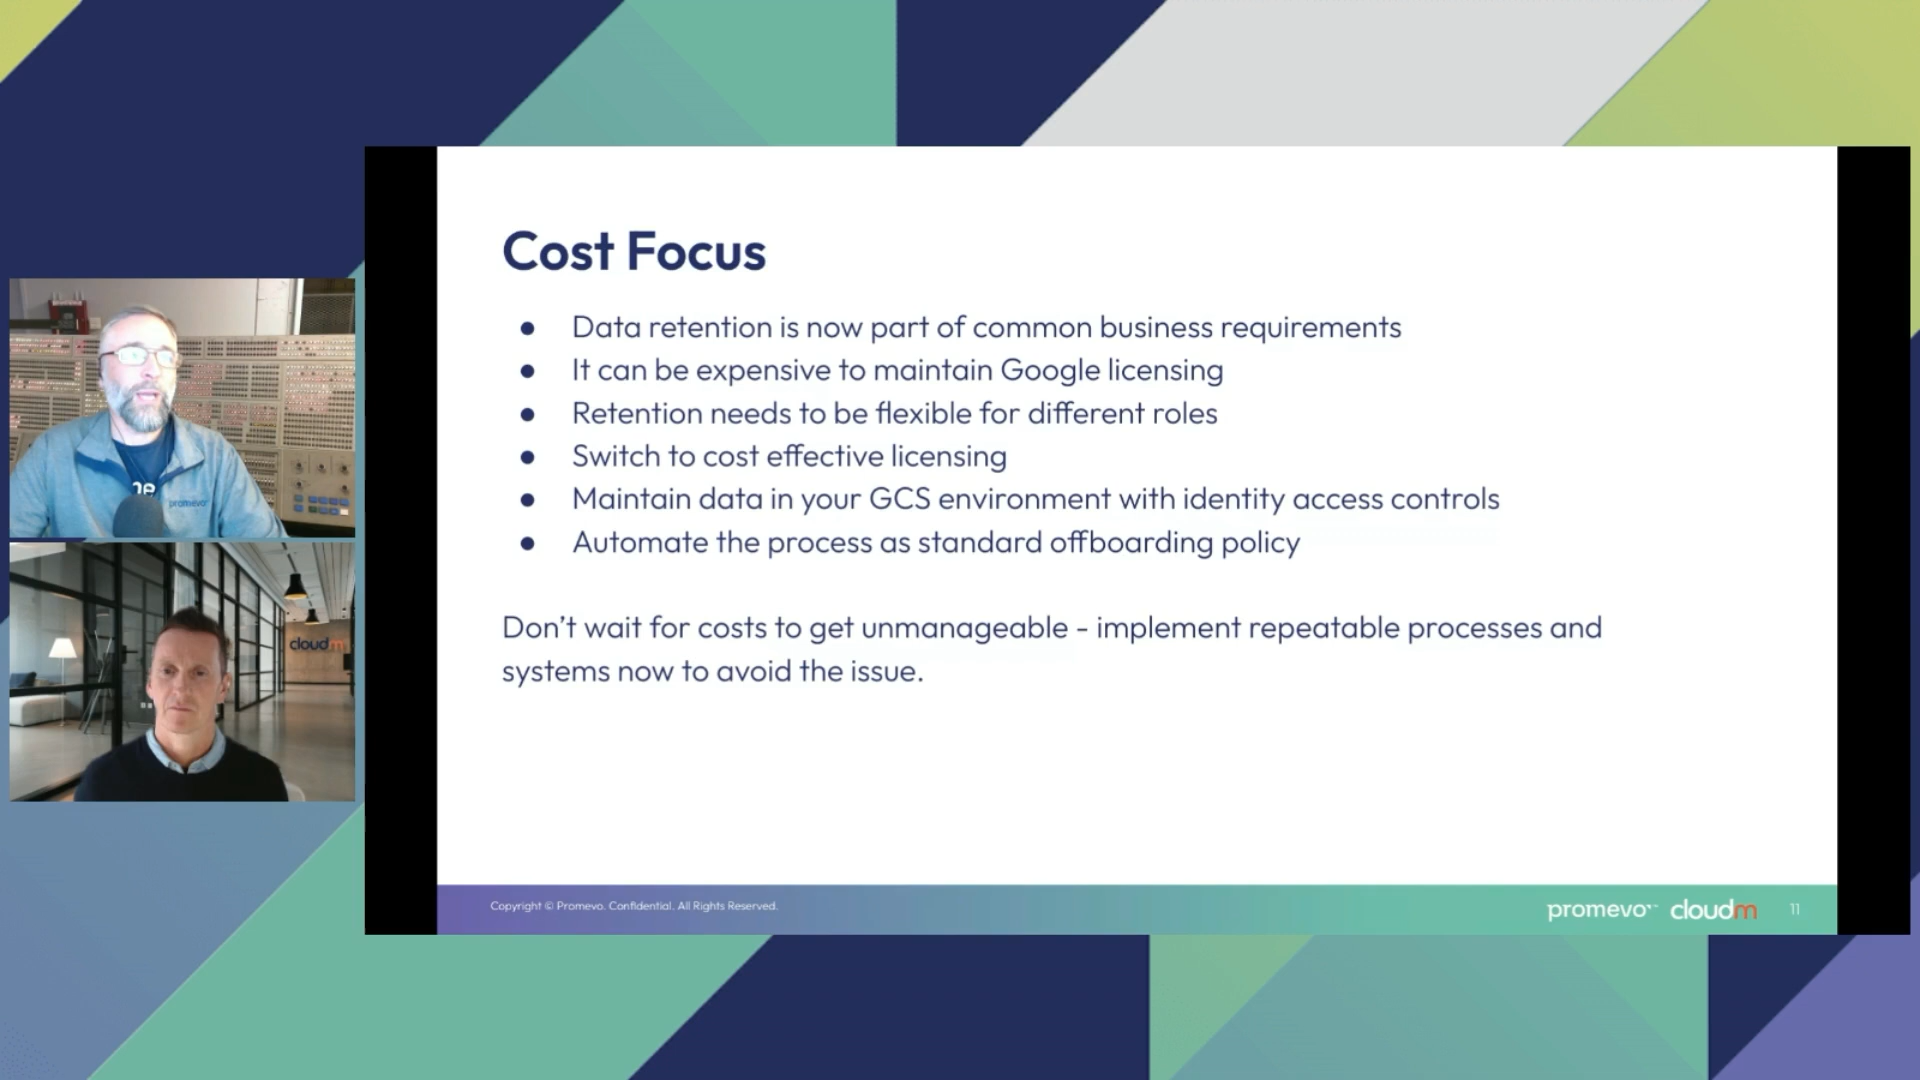 Cost Focus
● Data retention is now part of common business requirements
● It can be expensive to maintain Google licensing
● Retention needs to be flexible for different roles
● Switch to cost effective licensing
● Maintain data in your GCS environment with identity access controls
● Automate the process as standard offboarding policy
Don’t wait for costs to get unmanageable - implement repeatable processes and
systems now to avoid the issue.
Copyright © Promevo. Confidential. All Rights Reserved.
promevo cloudm 11
promevo
cloudm